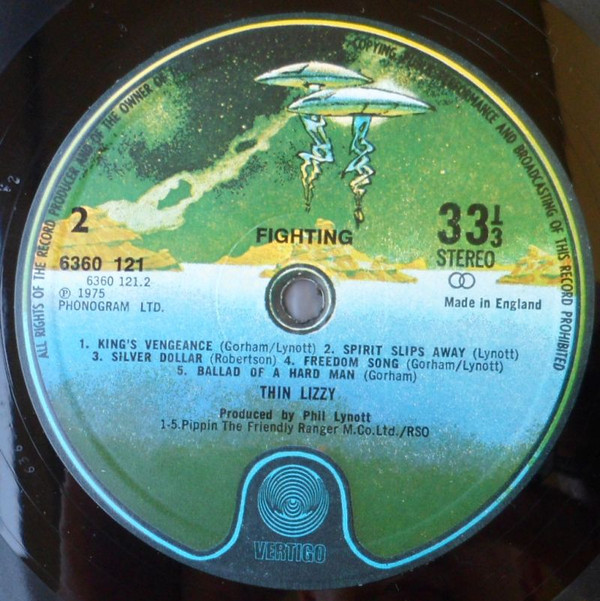 ALL RIGHTS OF THE RECORD PRODUCER AND OF THE OWNER OF
COPYING, PERFORMANCE AND BROADCASTING OF THIS RECORD PROHIBITED
2
FIGHTING
33 1/3
STEREO
6360 121
6360 121.2
Ⓟ 1975
PHONOGRAM LTD.
Made in England
1. KING'S VENGEANCE (Gorham/Lynott) 2. SPIRIT SLIPS AWAY (Lynott)
3. SILVER DOLLAR (Robertson) 4. FREEDOM SONG (Gorham/Lynott)
5. BALLAD OF A HARD MAN (Gorham)
THIN LIZZY
Produced by Phil Lynott
1-5.Pippin The Friendly Ranger M.Co.Ltd./RSO
VERTIGO